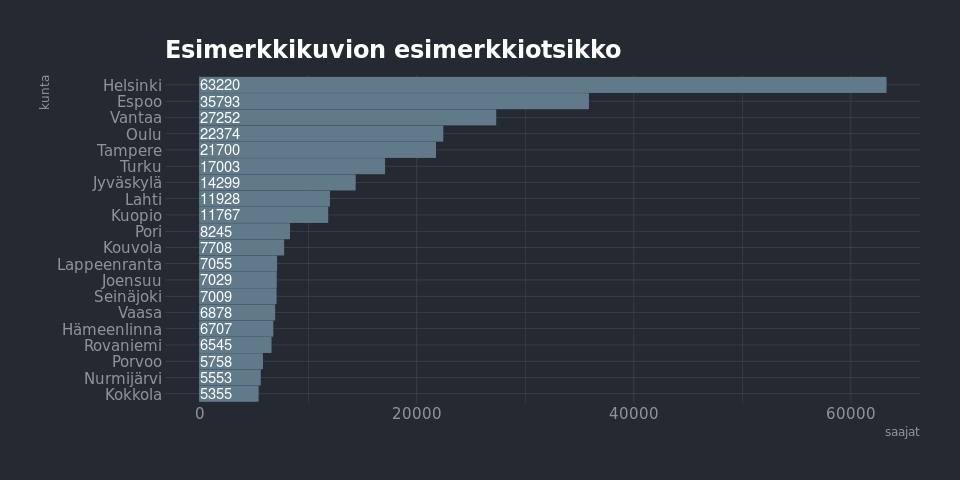 Esimerkkikuvion esimerkkiotsikko
kunta
Helsinki 63220
Espoo 35793
Vantaa 27252
Oulu 22374
Tampere 21700
Turku 17003
Jyväskylä 14299
Lahti 11928
Kuopio 11767
Pori 8245
Kouvola 7708
Lappeenranta 7055
Joensuu 7029
Seinäjoki 7009
Vaasa 6878
Hämeenlinna 6707
Rovaniemi 6545
Porvoo 5758
Nurmijärvi 5553
Kokkola 5355
0 20000 40000 60000
saajat